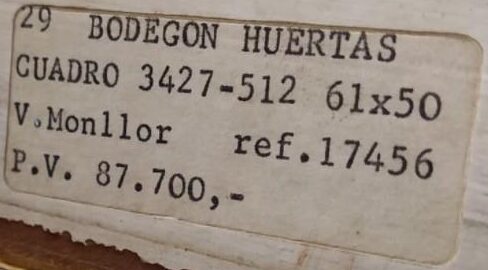 29 BODEGON HUERTAS
CUADRO 3427-512 61x50
V.Monllor ref.17456
P.V. 87.700,-